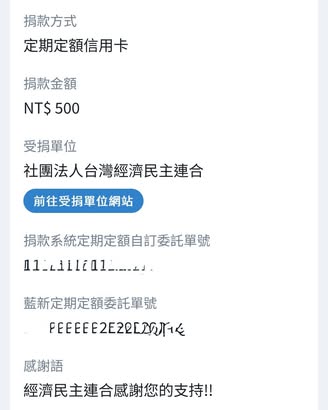 捐款方式
定期定額信用卡
捐款金額
NT$ 500
受捐單位
社團法人台灣經濟民主連合
前往受捐單位網站
捐款系統定期定額自訂委託單號
藍新定期定額委託單號
感謝語
經濟民主連合感謝您的支持!!